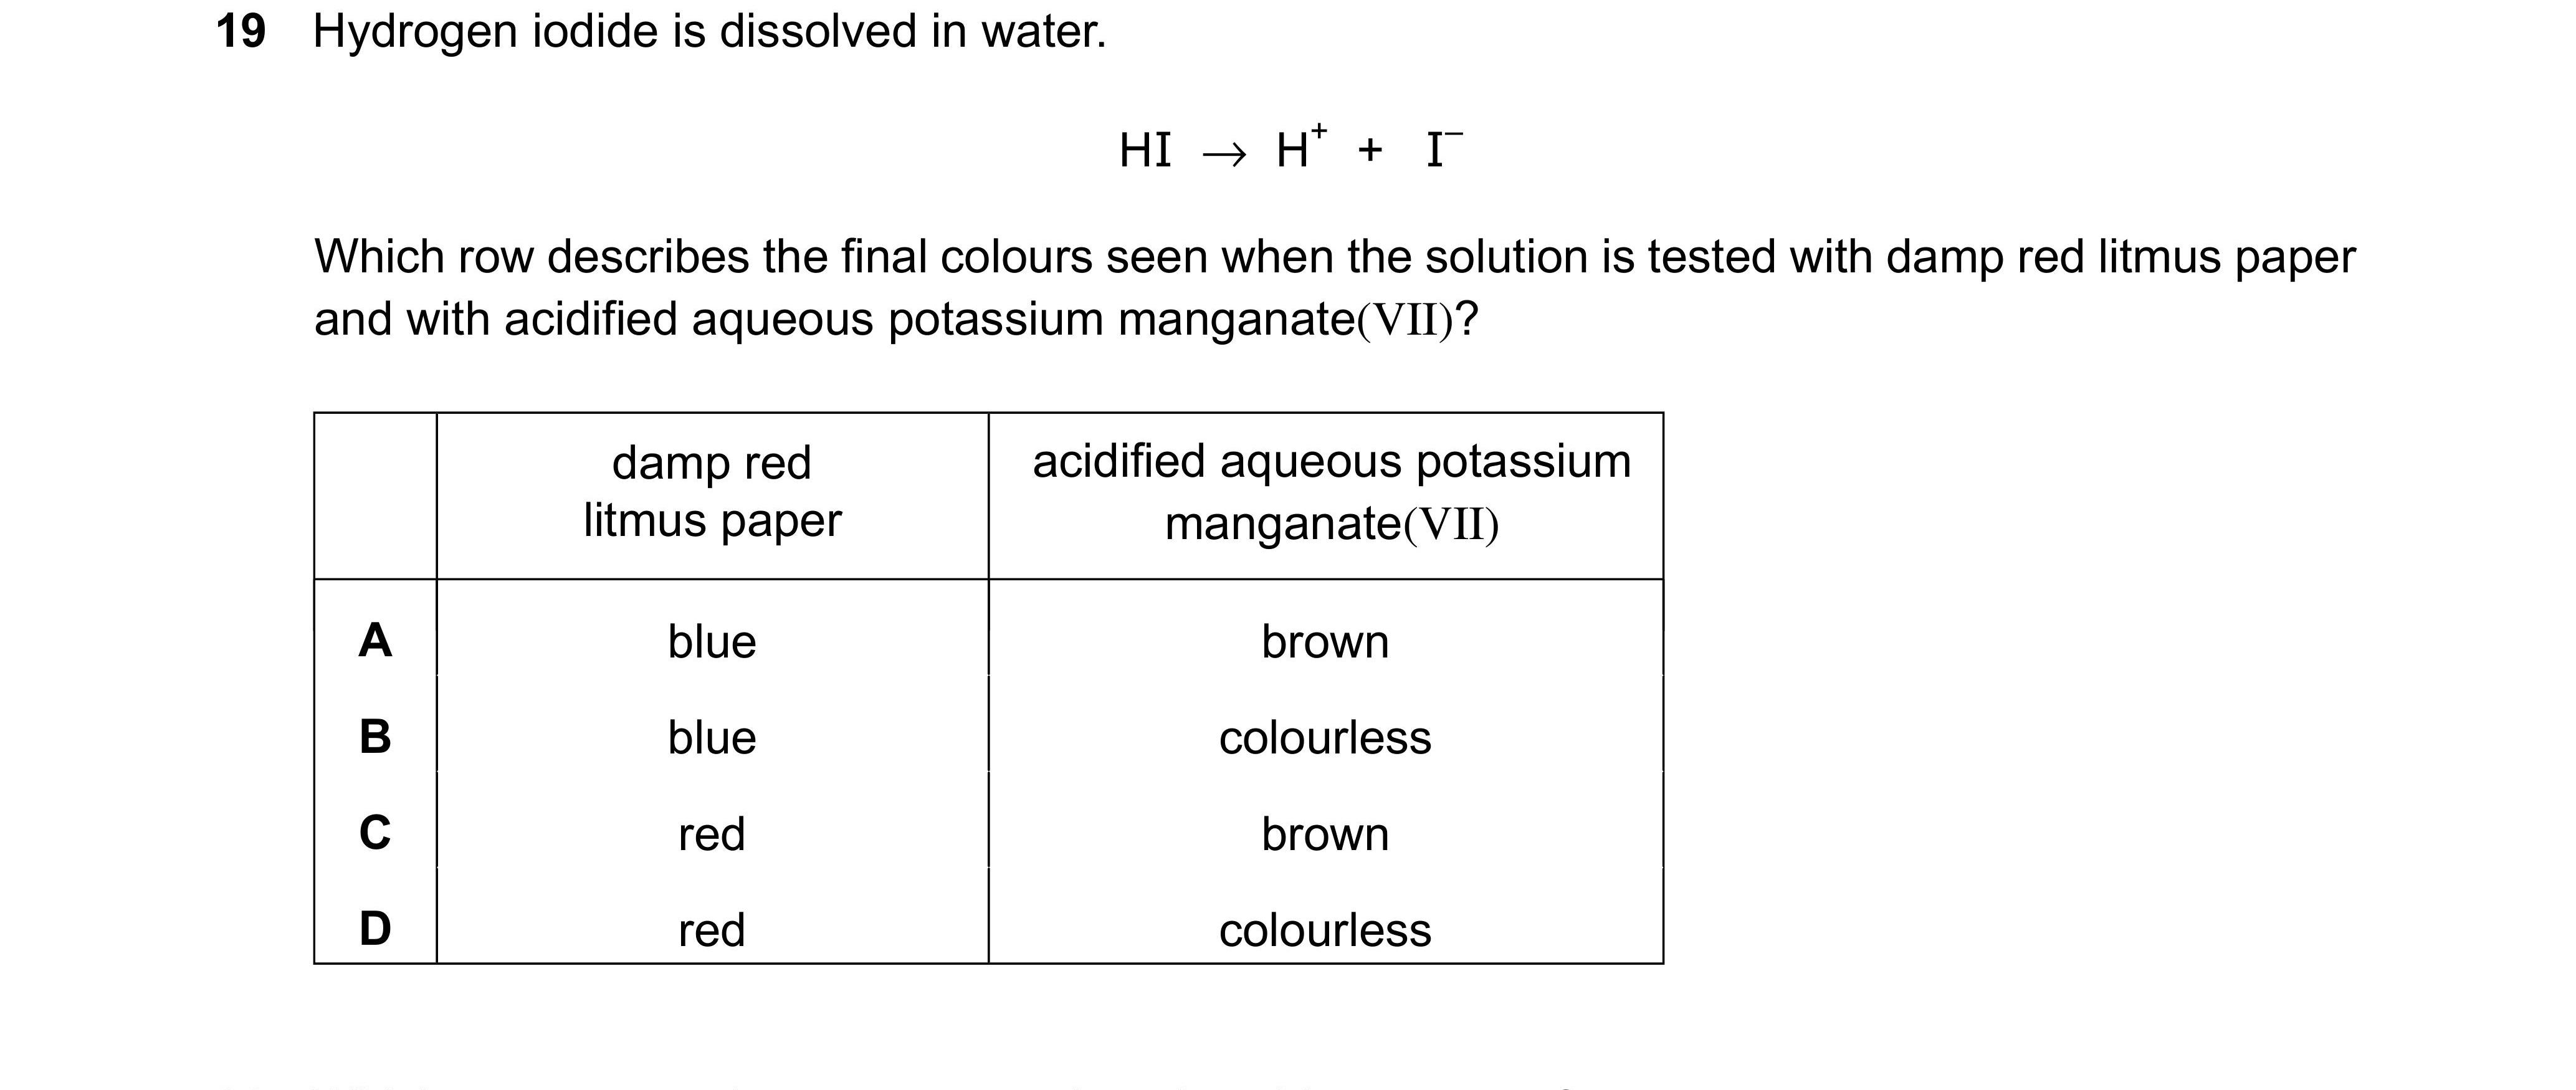 19 Hydrogen iodide is dissolved in water.
HI → H⁺ + I⁻
Which row describes the final colours seen when the solution is tested with damp red litmus paper
and with acidified aqueous potassium manganate(VII)?
damp red
litmus paper
acidified aqueous potassium
manganate(VII)
A blue brown
B blue colourless
C red brown
D red colourless